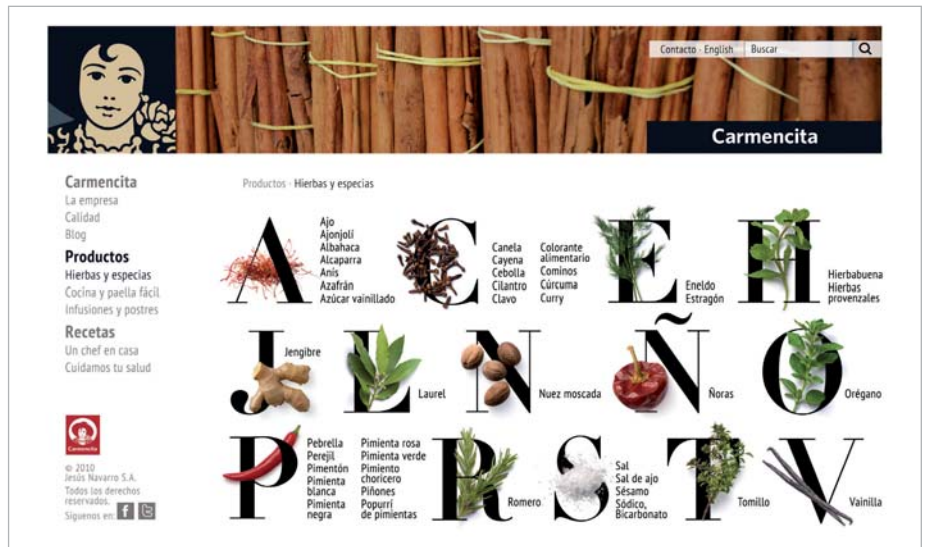 Contacto · English
Buscar
Carmencita
Carmencita
La empresa
Calidad
Blog
Productos
Hierbas y especias
Cocina y paella fácil
Infusiones y postres
Recetas
Un chef en casa
Cuidamos tu salud
Carmencita
© 2010
Jesús Navarro S.A.
Todos los derechos
reservados.
Síguenos en:
Productos · Hierbas y especias
A
Ajo
Ajonjolí
Albahaca
Alcaparra
Anís
Azafrán
Azúcar vainillado
C
Canela
Cayena
Cebolla
Cilantro
Clavo
Colorante
alimentario
Cominos
Cúrcuma
Curry
E
Eneldo
Estragón
H
Hierbabuena
Hierbas
provenzales
J
Jengibre
L
Laurel
N
Nuez moscada
Ñ
Ñoras
O
Orégano
P
Pebrella
Perejil
Pimentón
Pimienta
blanca
Pimienta
negra
Pimienta rosa
Pimienta verde
Pimiento
choricero
Piñones
Popurrí
de pimientas
R
Romero
S
Sal
Sal de ajo
Sésamo
Sódico,
Bicarbonato
T
Tomillo
V
Vainilla